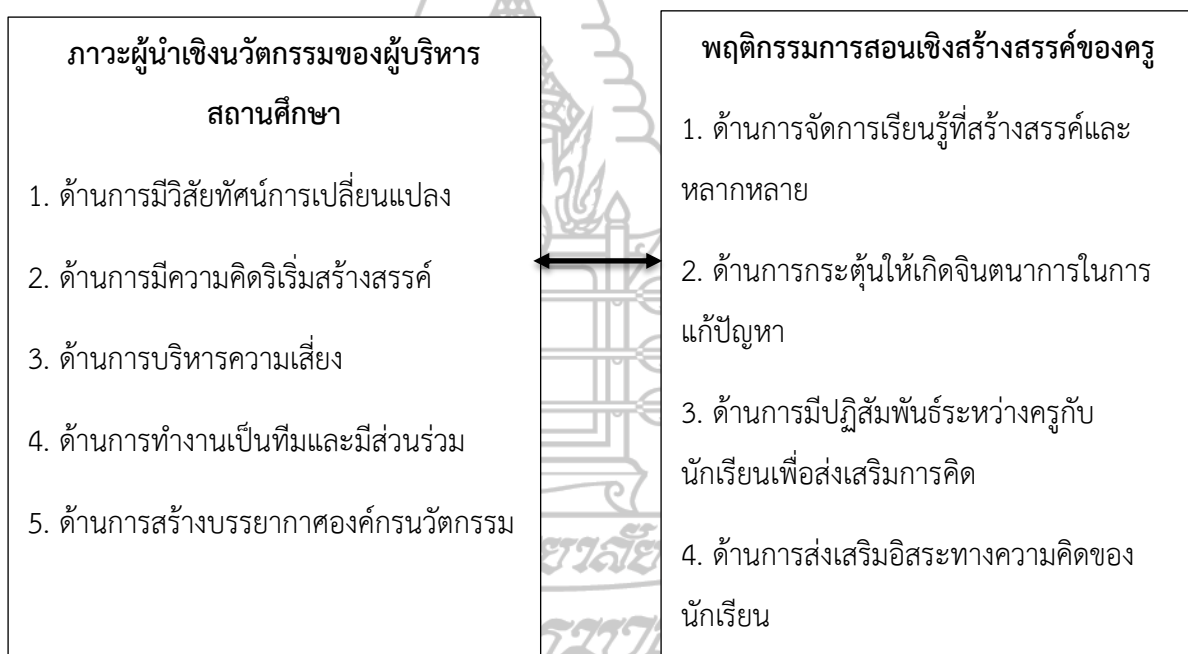 ภาวะผู้นำเชิงนวัตกรรมของผู้บริหาร
สถานศึกษา
1. ด้านการมีวิสัยทัศน์การเปลี่ยนแปลง
2. ด้านการมีความคิดริเริ่มสร้างสรรค์
3. ด้านการบริหารความเสี่ยง
4. ด้านการทำงานเป็นทีมและมีส่วนร่วม
5. ด้านการสร้างบรรยากาศองค์กรนวัตกรรม
พฤติกรรมการสอนเชิงสร้างสรรค์ของครู
1. ด้านการจัดการเรียนรู้ที่สร้างสรรค์และ
หลากหลาย
2. ด้านการกระตุ้นให้เกิดจินตนาการในการ
แก้ปัญหา
3. ด้านการมีปฏิสัมพันธ์ระหว่างครูกับ
นักเรียนเพื่อส่งเสริมการคิด
4. ด้านการส่งเสริมอิสระทางความคิดของ
นักเรียน